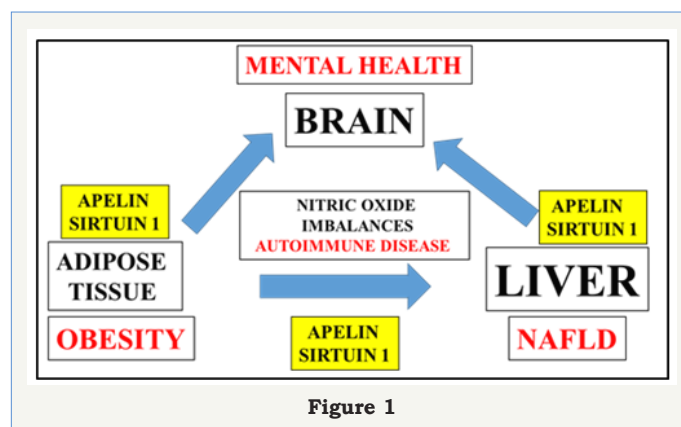 MENTAL HEALTH
BRAIN
APELIN
SIRTUIN 1
ADIPOSE
TISSUE
OBESITY
NITRIC OXIDE
IMBALANCES
AUTOIMMUNE DISEASE
APELIN
SIRTUIN 1
APELIN
SIRTUIN 1
LIVER
NAFLD
Figure 1